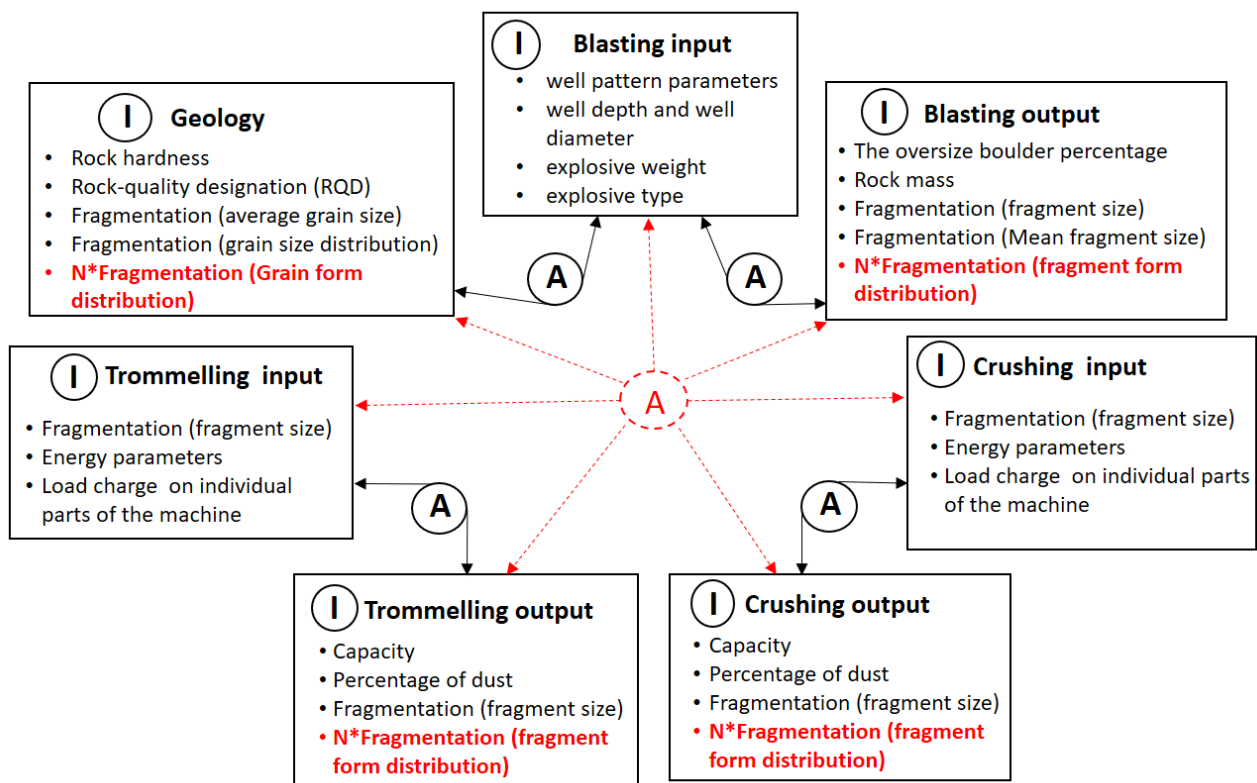 I Blasting input
• well pattern parameters
• well depth and well
diameter
• explosive weight
• explosive type
I Geology
• Rock hardness
• Rock-quality designation (RQD)
• Fragmentation (average grain size)
• Fragmentation (grain size distribution)
• N*Fragmentation (Grain form
distribution)
I Blasting output
• The oversize boulder percentage
• Rock mass
• Fragmentation (fragment size)
• Fragmentation (Mean fragment size)
• N*Fragmentation (fragment form
distribution)
A
A
I Trommelling input
• Fragmentation (fragment size)
• Energy parameters
• Load charge on individual
parts of the machine
A
I Crushing input
• Fragmentation (fragment size)
• Energy parameters
• Load charge on individual parts
of the machine
A
A
I Trommelling output
• Capacity
• Percentage of dust
• Fragmentation (fragment size)
• N*Fragmentation (fragment
form distribution)
I Crushing output
• Capacity
• Percentage of dust
• Fragmentation (fragment size)
• N*Fragmentation (fragment
form distribution)